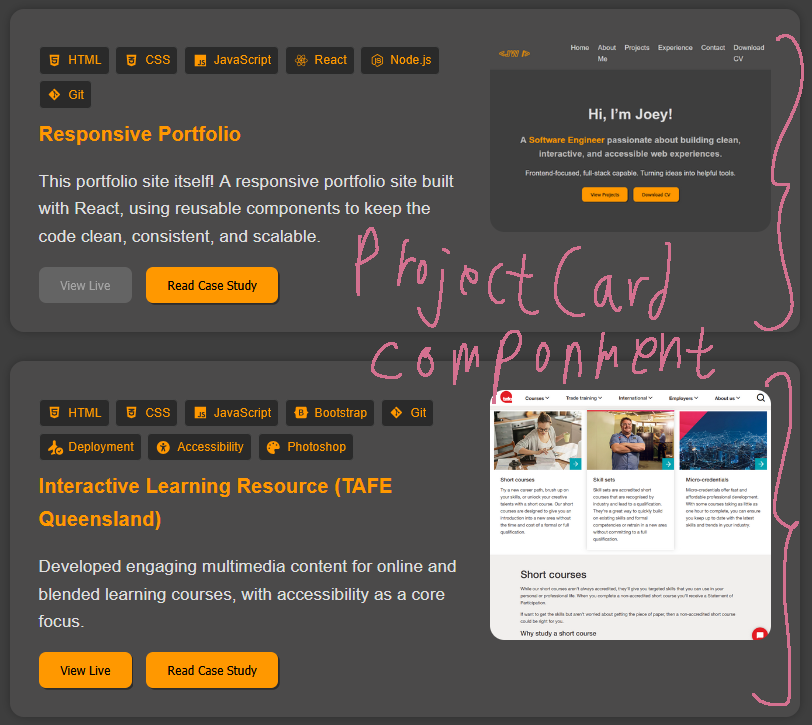 HTML CSS JavaScript React Node.js
Git
Responsive Portfolio
This portfolio site itself! A responsive portfolio site built
with React, using reusable components to keep the
code clean, consistent, and scalable.
View Live Read Case Study
Home About Me Projects Experience Contact Download CV
Hi, I'm Joey!
A Software Engineer passionate about building clean,
interactive, and accessible web experiences.
Frontend-focused, full-stack capable. Turning ideas into helpful tools.
View Projects Download CV
Project Card
componment
HTML CSS JavaScript Bootstrap Git
Deployment Accessibility Photoshop
Interactive Learning Resource (TAFE
Queensland)
Developed engaging multimedia content for online and
blended learning courses, with accessibility as a core
focus.
View Live Read Case Study
Courses Trade training International Employers About us
Short courses
Try a new career path, brush up on
your skills, or unlock your creative
talents with a short course. Our short
courses are designed to give you an
introduction into a new area without
the time and cost of a formal or full
qualification.
Skill sets
Skill sets are accredited short
courses that are recognised by
industry and lead to a qualification.
They're a great way to quickly build
on existing skills and formal
competencies or retrain in a new area
without committing to a full
qualification.
Micro-credentials
Micro-credentials offer fast and
affordable professional development.
With some courses taking as little as
one hour to complete, you can ensure
you keep up to date with the latest
skills and trends in your industry.
Short courses
While our short courses aren't always accredited, they'll give you targeted skills that you can use in your
personal or professional life. When you complete a non-accredited short course you'll receive a Statement of
Participation.
If want to get the skills but aren't worried about getting the piece of paper, then a non-accredited short course
could be right for you.
Why study a short course